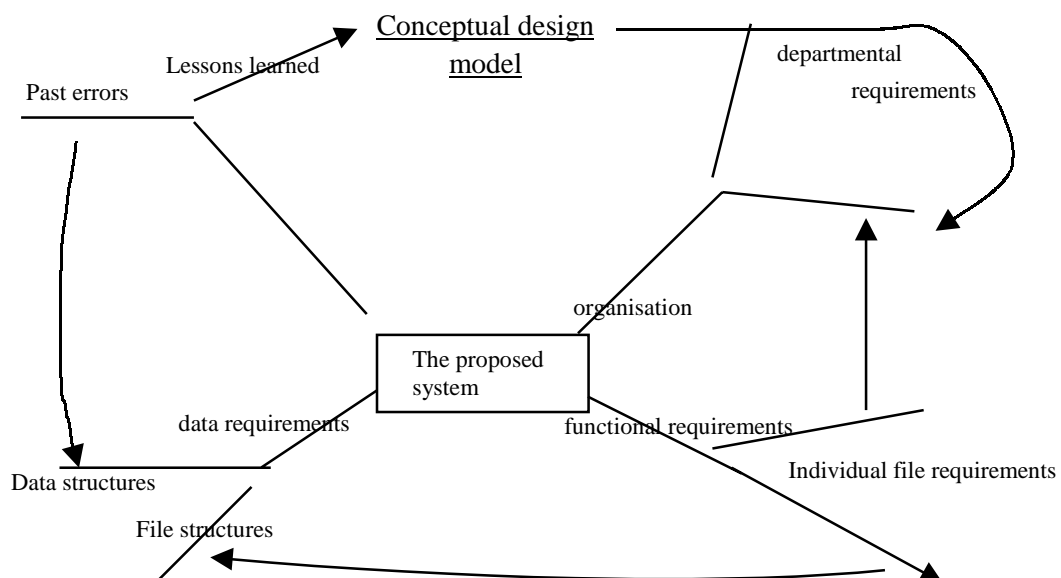 Conceptual design
model
departmental
requirements
Lessons learned
Past errors
organisation
The proposed
system
data requirements
functional requirements
Individual file requirements
Data structures
File structures